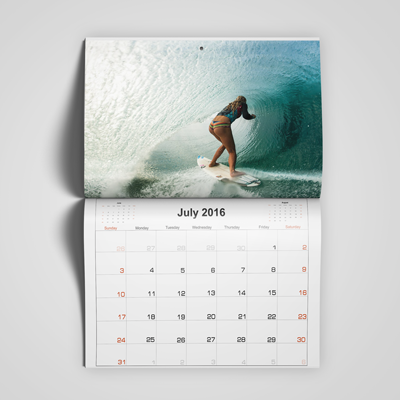 July 2016
Sunday Monday Tuesday Wednesday Thursday Friday Saturday
26 27 28 29 30 1 2
3 4 5 6 7 8 9
10 11 12 13 14 15 16
17 18 19 20 21 22 23
24 25 26 27 28 29 30
31 1 2 3 4 5 6